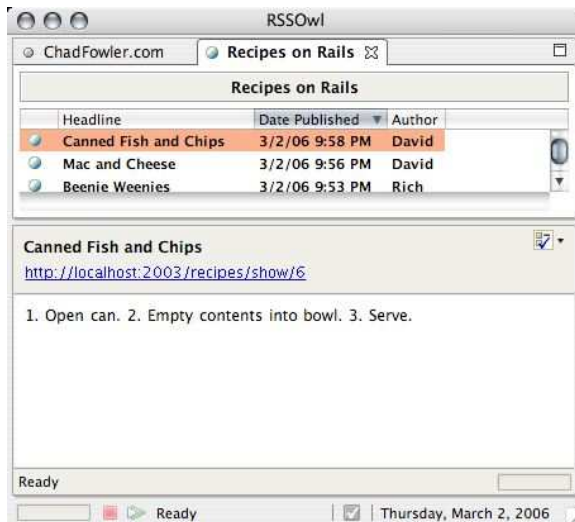 RSSOwl
ChadFowler.com Recipes on Rails
Recipes on Rails
Headline Date Published Author
Canned Fish and Chips 3/2/06 9:58 PM David
Mac and Cheese 3/2/06 9:56 PM David
Beenie Weenies 3/2/06 9:53 PM Rich
Canned Fish and Chips
http://localhost:2003/recipes/show/6
1. Open can. 2. Empty contents into bowl. 3. Serve.
Ready
Ready Thursday, March 2, 2006